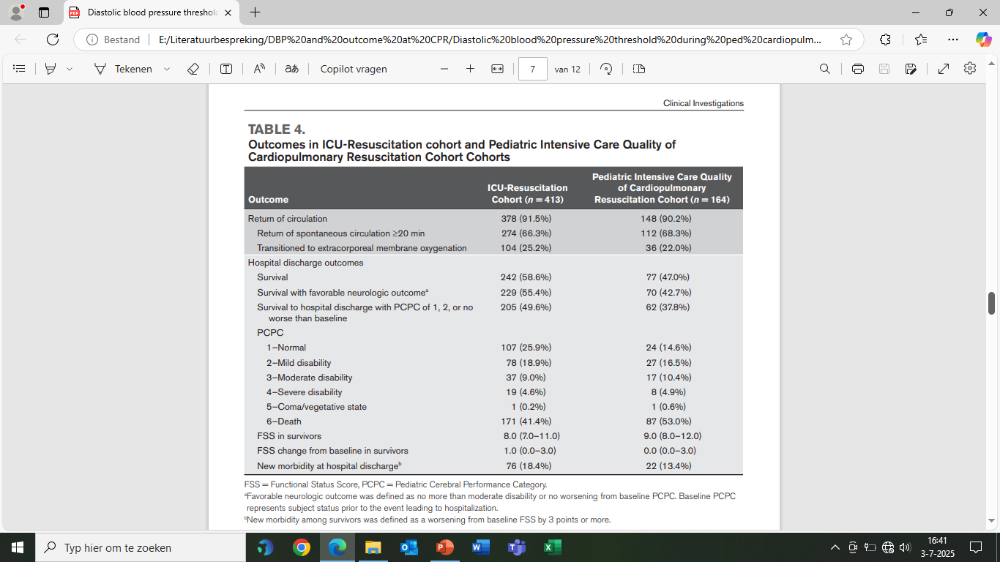 Diastolic blood pressure threshold
Bestand
E:/Literatuurbespreking/DBP%20and%20outcome%20at%20CPR/Diastolic%20blood%20pressure%20threshold%20during%20ped%20cardiopulm...
Tekenen
aあ
Copilot vragen
7
van 12
Clinical Investigations
TABLE 4.
Outcomes in ICU-Resuscitation cohort and Pediatric Intensive Care Quality of
Cardiopulmonary Resuscitation Cohort Cohorts
Outcome
ICU-Resuscitation
Cohort (n = 413)
Pediatric Intensive Care Quality
of Cardiopulmonary
Resuscitation Cohort (n = 164)
Return of circulation 378 (91.5%) 148 (90.2%)
Return of spontaneous circulation ≥20 min 274 (66.3%) 112 (68.3%)
Transitioned to extracorporeal membrane oxygenation 104 (25.2%) 36 (22.0%)
Hospital discharge outcomes
Survival 242 (58.6%) 77 (47.0%)
Survival with favorable neurologic outcomeᵃ 229 (55.4%) 70 (42.7%)
Survival to hospital discharge with PCPC of 1, 2, or no 205 (49.6%) 62 (37.8%)
worse than baseline
PCPC
1–Normal 107 (25.9%) 24 (14.6%)
2–Mild disability 78 (18.9%) 27 (16.5%)
3–Moderate disability 37 (9.0%) 17 (10.4%)
4–Severe disability 19 (4.6%) 8 (4.9%)
5–Coma/vegetative state 1 (0.2%) 1 (0.6%)
6–Death 171 (41.4%) 87 (53.0%)
FSS in survivors 8.0 (7.0–11.0) 9.0 (8.0–12.0)
FSS change from baseline in survivors 1.0 (0.0–3.0) 0.0 (0.0–3.0)
New morbidity at hospital dischargeᵇ 76 (18.4%) 22 (13.4%)
FSS = Functional Status Score, PCPC = Pediatric Cerebral Performance Category.
ᵃFavorable neurologic outcome was defined as no more than moderate disability or no worsening from baseline PCPC. Baseline PCPC
represents subject status prior to the event leading to hospitalization.
ᵇNew morbidity among survivors was defined as a worsening from baseline FSS by 3 points or more.
Typ hier om te zoeken
16:41
3-7-2025